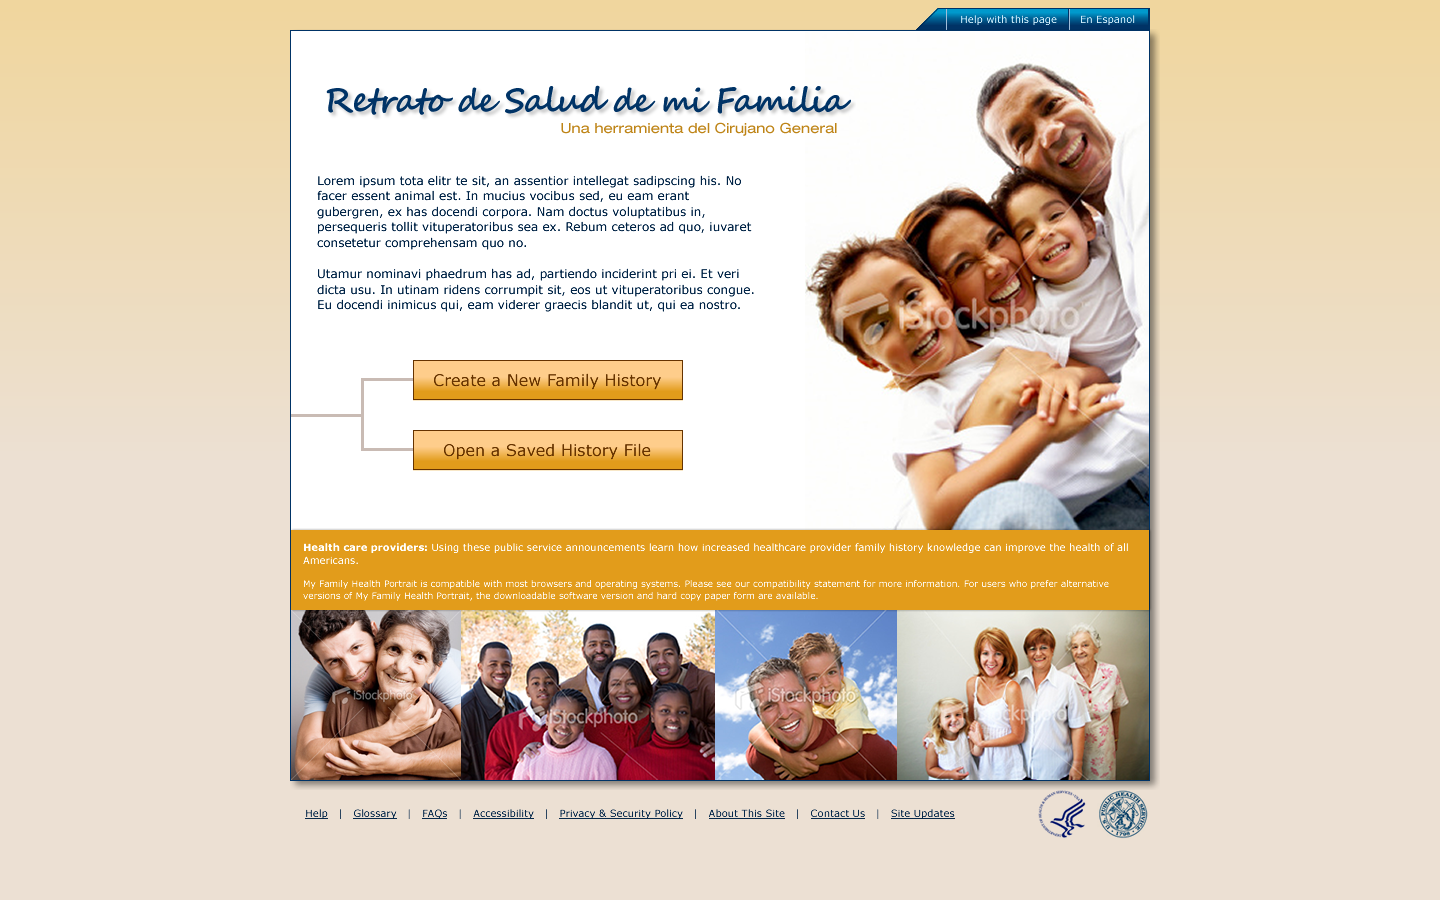 Help with this page
En Espanol
Retrato de Salud de mi Familia
Una herramienta del Cirujano General
Lorem ipsum tota elitr te sit, an assentior intellegat sadipscing his. No
facer essent animal est. In mucius vocibus sed, eu eam erant
gubergren, ex has docendi corpora. Nam doctus voluptatibus in,
persequeris tollit vituperatoribus sea ex. Rebum ceteros ad quo, iuvaret
consetetur comprehensam quo no.
Utamur nominavi phaedrum has ad, partiendo inciderint pri ei. Et veri
dicta usu. In utinam ridens corrumpit sit, eos ut vituperatoribus congue.
Eu docendi inimicus qui, eam viderer graecis blandit ut, qui ea nostro.
iStockphoto
Create a New Family History
Open a Saved History File
Health care providers: Using these public service announcements learn how increased healthcare provider family history knowledge can improve the health of all
Americans.
My Family Health Portrait is compatible with most browsers and operating systems. Please see our compatibility statement for more information. For users who prefer alternative
versions of My Family Health Portrait, the downloadable software version and hard copy paper form are available.
iStockphoto
iStockphoto
iStockphoto
iStockphoto
Help | Glossary | FAQs | Accessibility | Privacy & Security Policy | About This Site | Contact Us | Site Updates
U.S. PUBLIC HEALTH SERVICE
1798